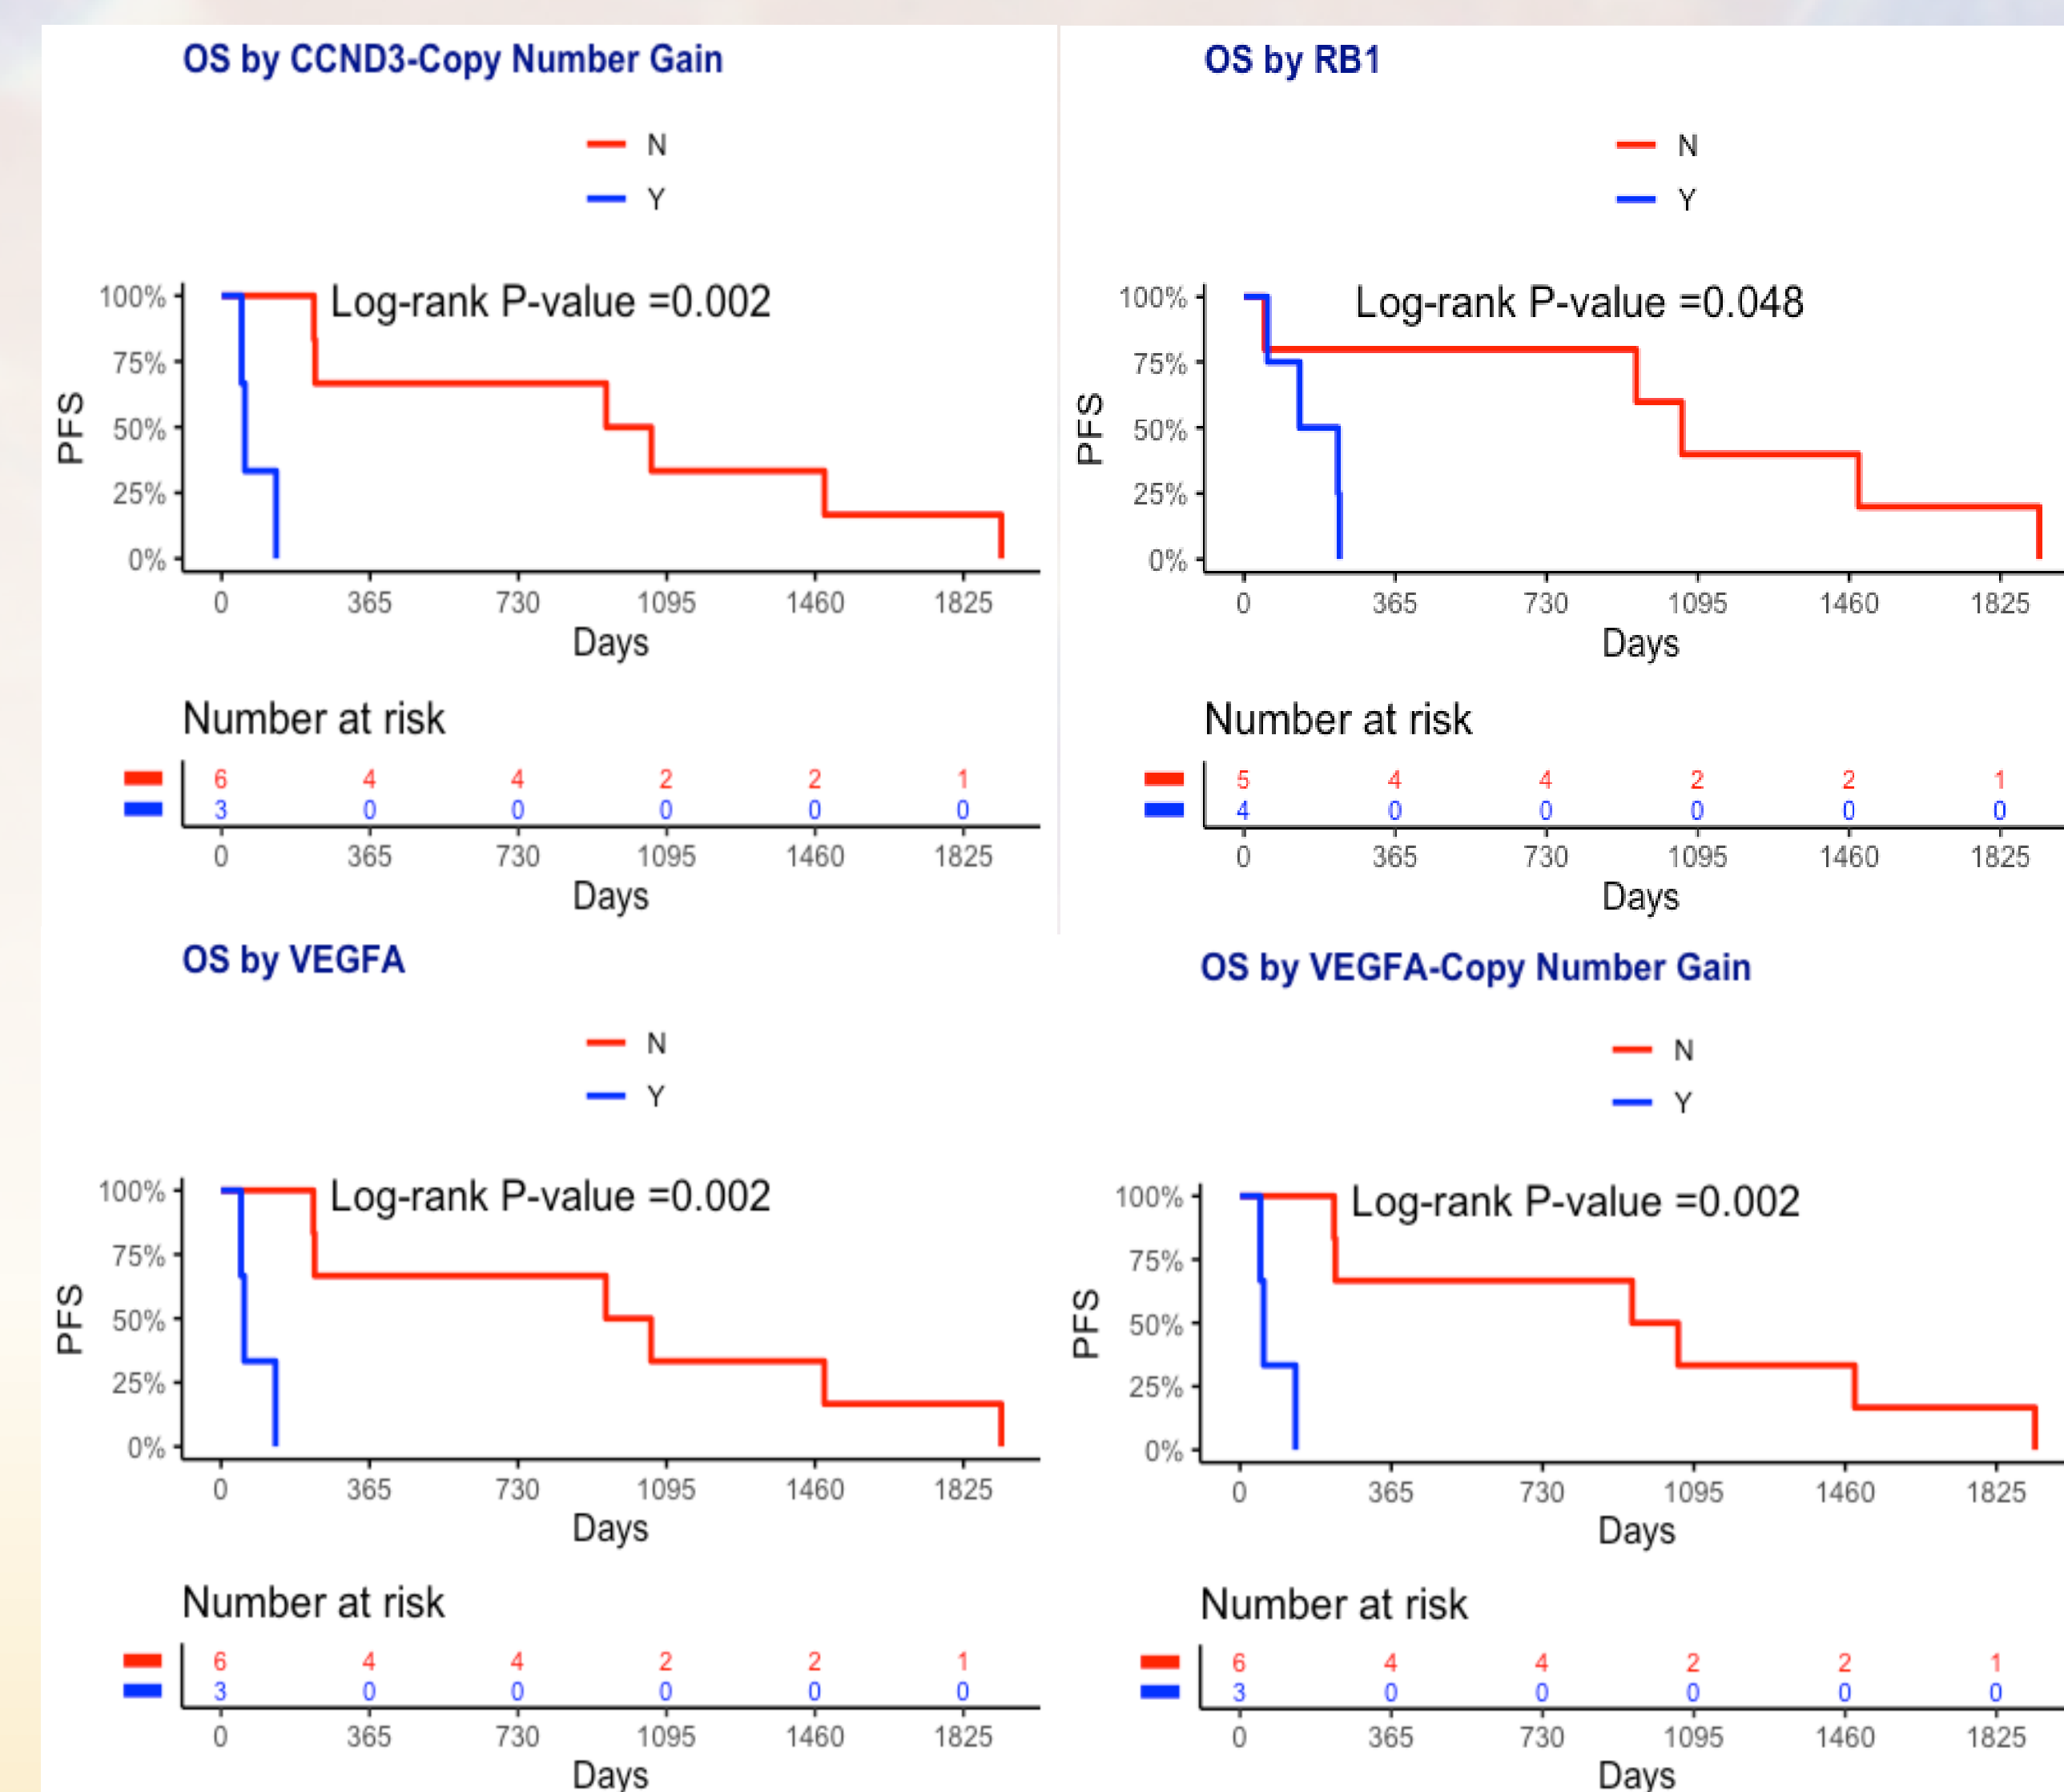 OS by CCND3-Copy Number Gain
N
Y
Log-rank P-value =0.002
100%
75%
50%
25%
0%
PFS
0 365 730 1095 1460 1825
Days
Number at risk
6 4 4 2 2 1
3 0 0 0 0 0
0 365 730 1095 1460 1825
Days
OS by RB1
N
Y
Log-rank P-value =0.048
100%
75%
50%
25%
0%
PFS
0 365 730 1095 1460 1825
Days
Number at risk
5 4 4 2 2 1
4 0 0 0 0 0
0 365 730 1095 1460 1825
Days
OS by VEGFA
N
Y
Log-rank P-value =0.002
100%
75%
50%
25%
0%
PFS
0 365 730 1095 1460 1825
Days
Number at risk
6 4 4 2 2 1
3 0 0 0 0 0
0 365 730 1095 1460 1825
Days
OS by VEGFA-Copy Number Gain
N
Y
Log-rank P-value =0.002
100%
75%
50%
25%
0%
PFS
0 365 730 1095 1460 1825
Days
Number at risk
6 4 4 2 2 1
3 0 0 0 0 0
0 365 730 1095 1460 1825
Days